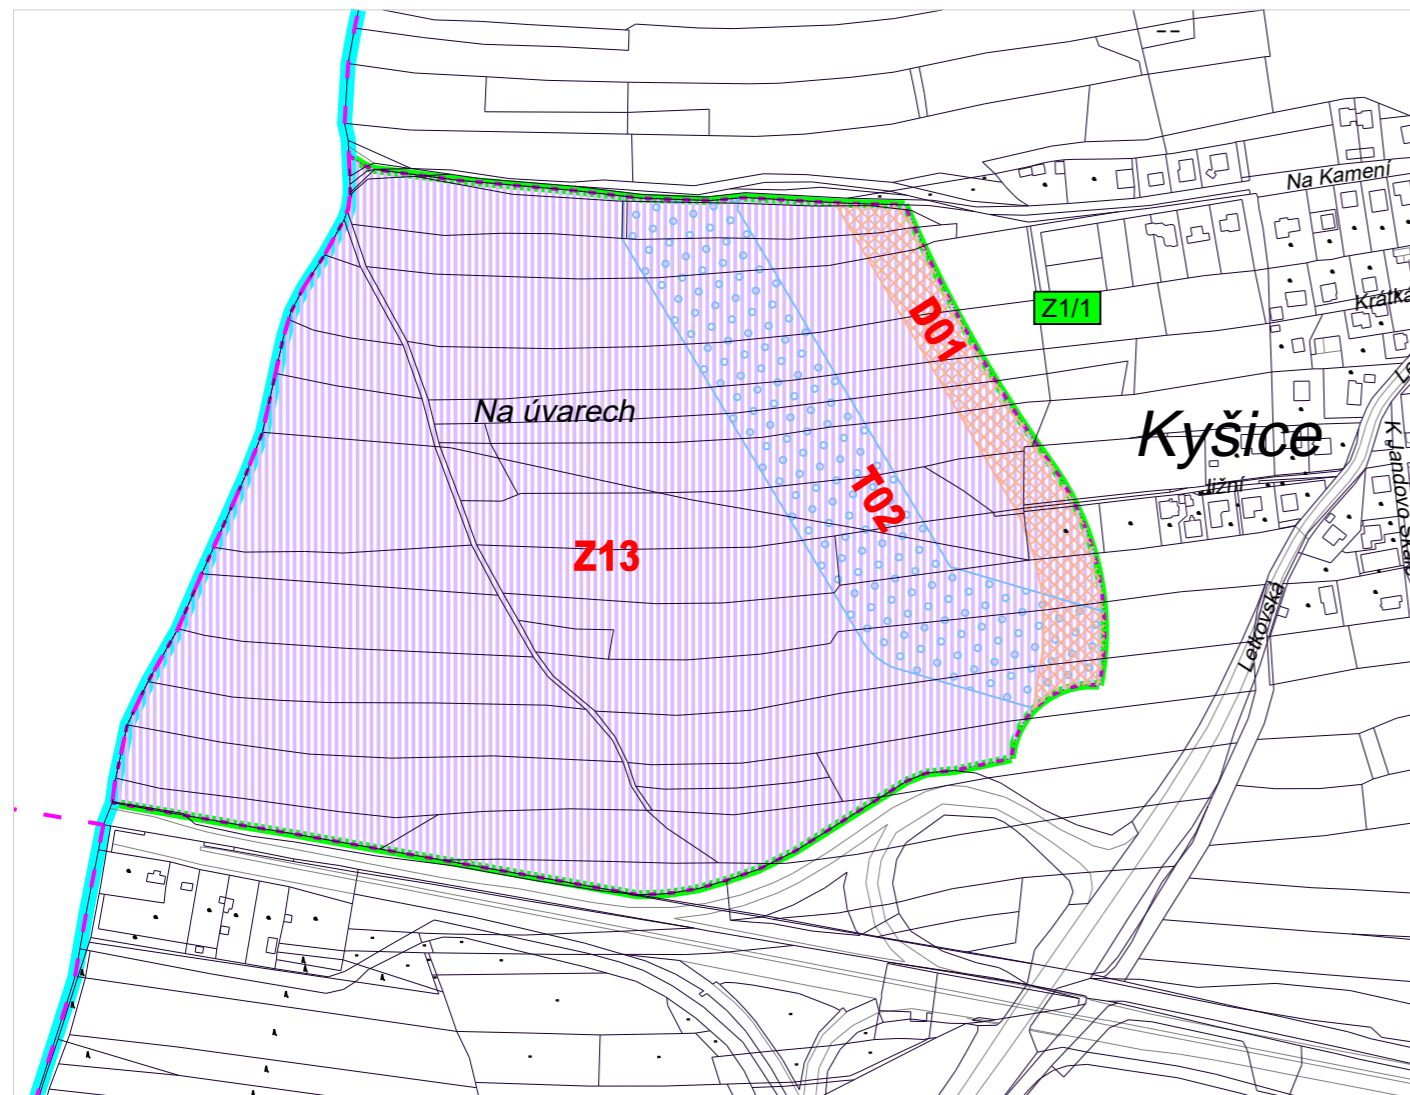 Na Kamení
Z1/1
Krátká
D01
Na úvarech
Kyšice
Jižní
T02
Z13
Letkovská